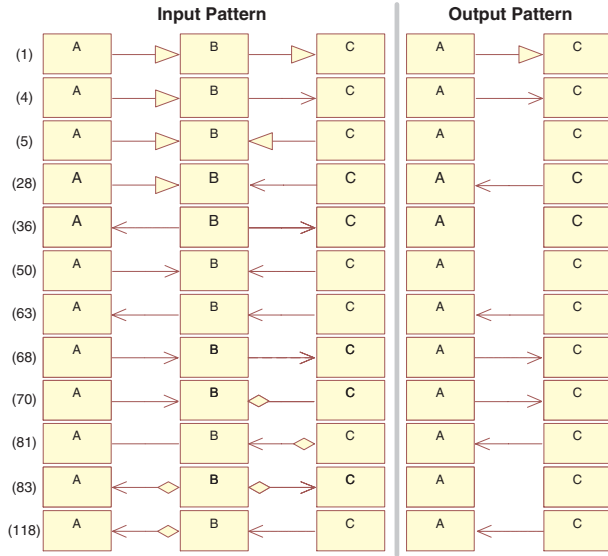 Input Pattern Output Pattern
(1) A B C A C
(4) A B C A C
(5) A B C A C
(28) A B C A C
(36) A B C A C
(50) A B C A C
(63) A B C A C
(68) A B C A C
(70) A B C A C
(81) A B C A C
(83) A B C A C
(118) A B C A C